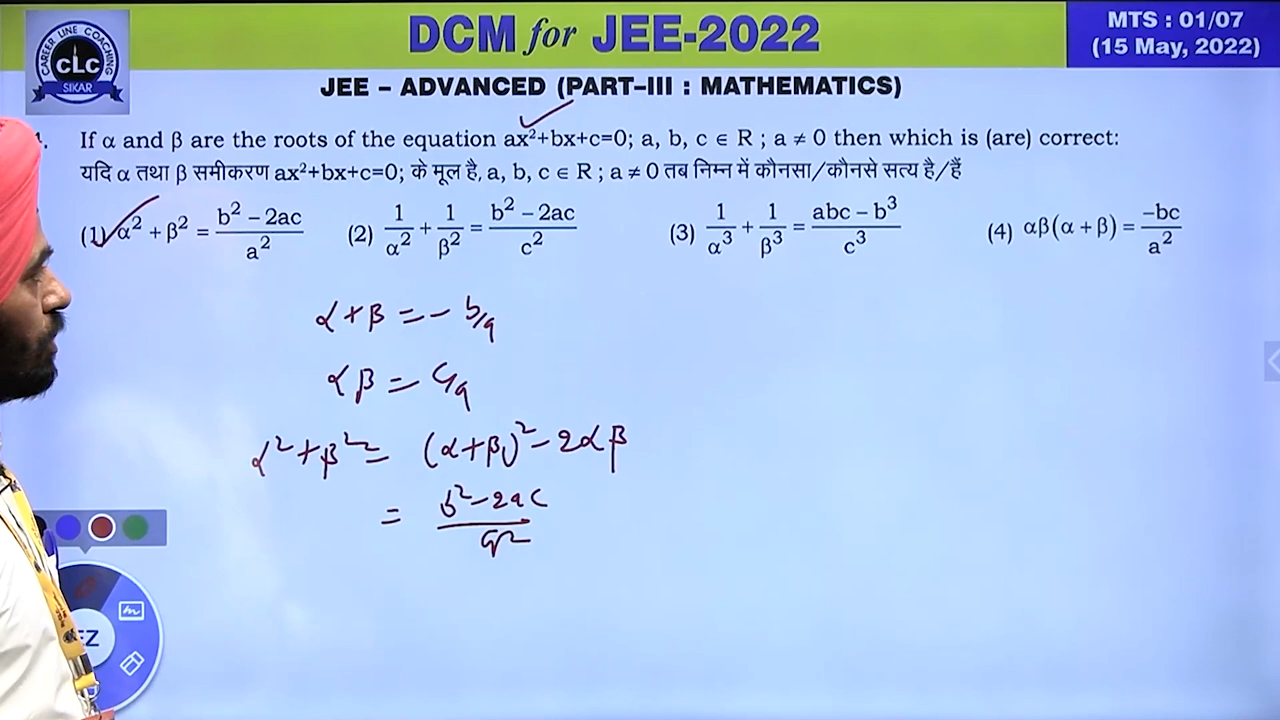 CAREER LINE COACHING
CLC
SIKAR
DCM for JEE-2022
MTS : 01/07
(15 May, 2022)
JEE – ADVANCED (PART–III : MATHEMATICS)
If α and β are the roots of the equation ax²+bx+c=0; a, b, c ∈ R ; a ≠ 0 then which is (are) correct:
यदि α तथा β समीकरण ax²+bx+c=0; के मूल है, a, b, c ∈ R ; a ≠ 0 तब निम्न में कौनसा/कौनसे सत्य है/हैं
(1) α² + β² = (b² – 2ac)/a² (2) 1/α² + 1/β² = (b² – 2ac)/c² (3) 1/α³ + 1/β³ = (abc – b³)/c³ (4) αβ(α + β) = –bc/a²
α+β = – b/a
αβ = c/a
α²+β² = (α+β)² – 2αβ
= (b² – 2ac)/a²
EZ